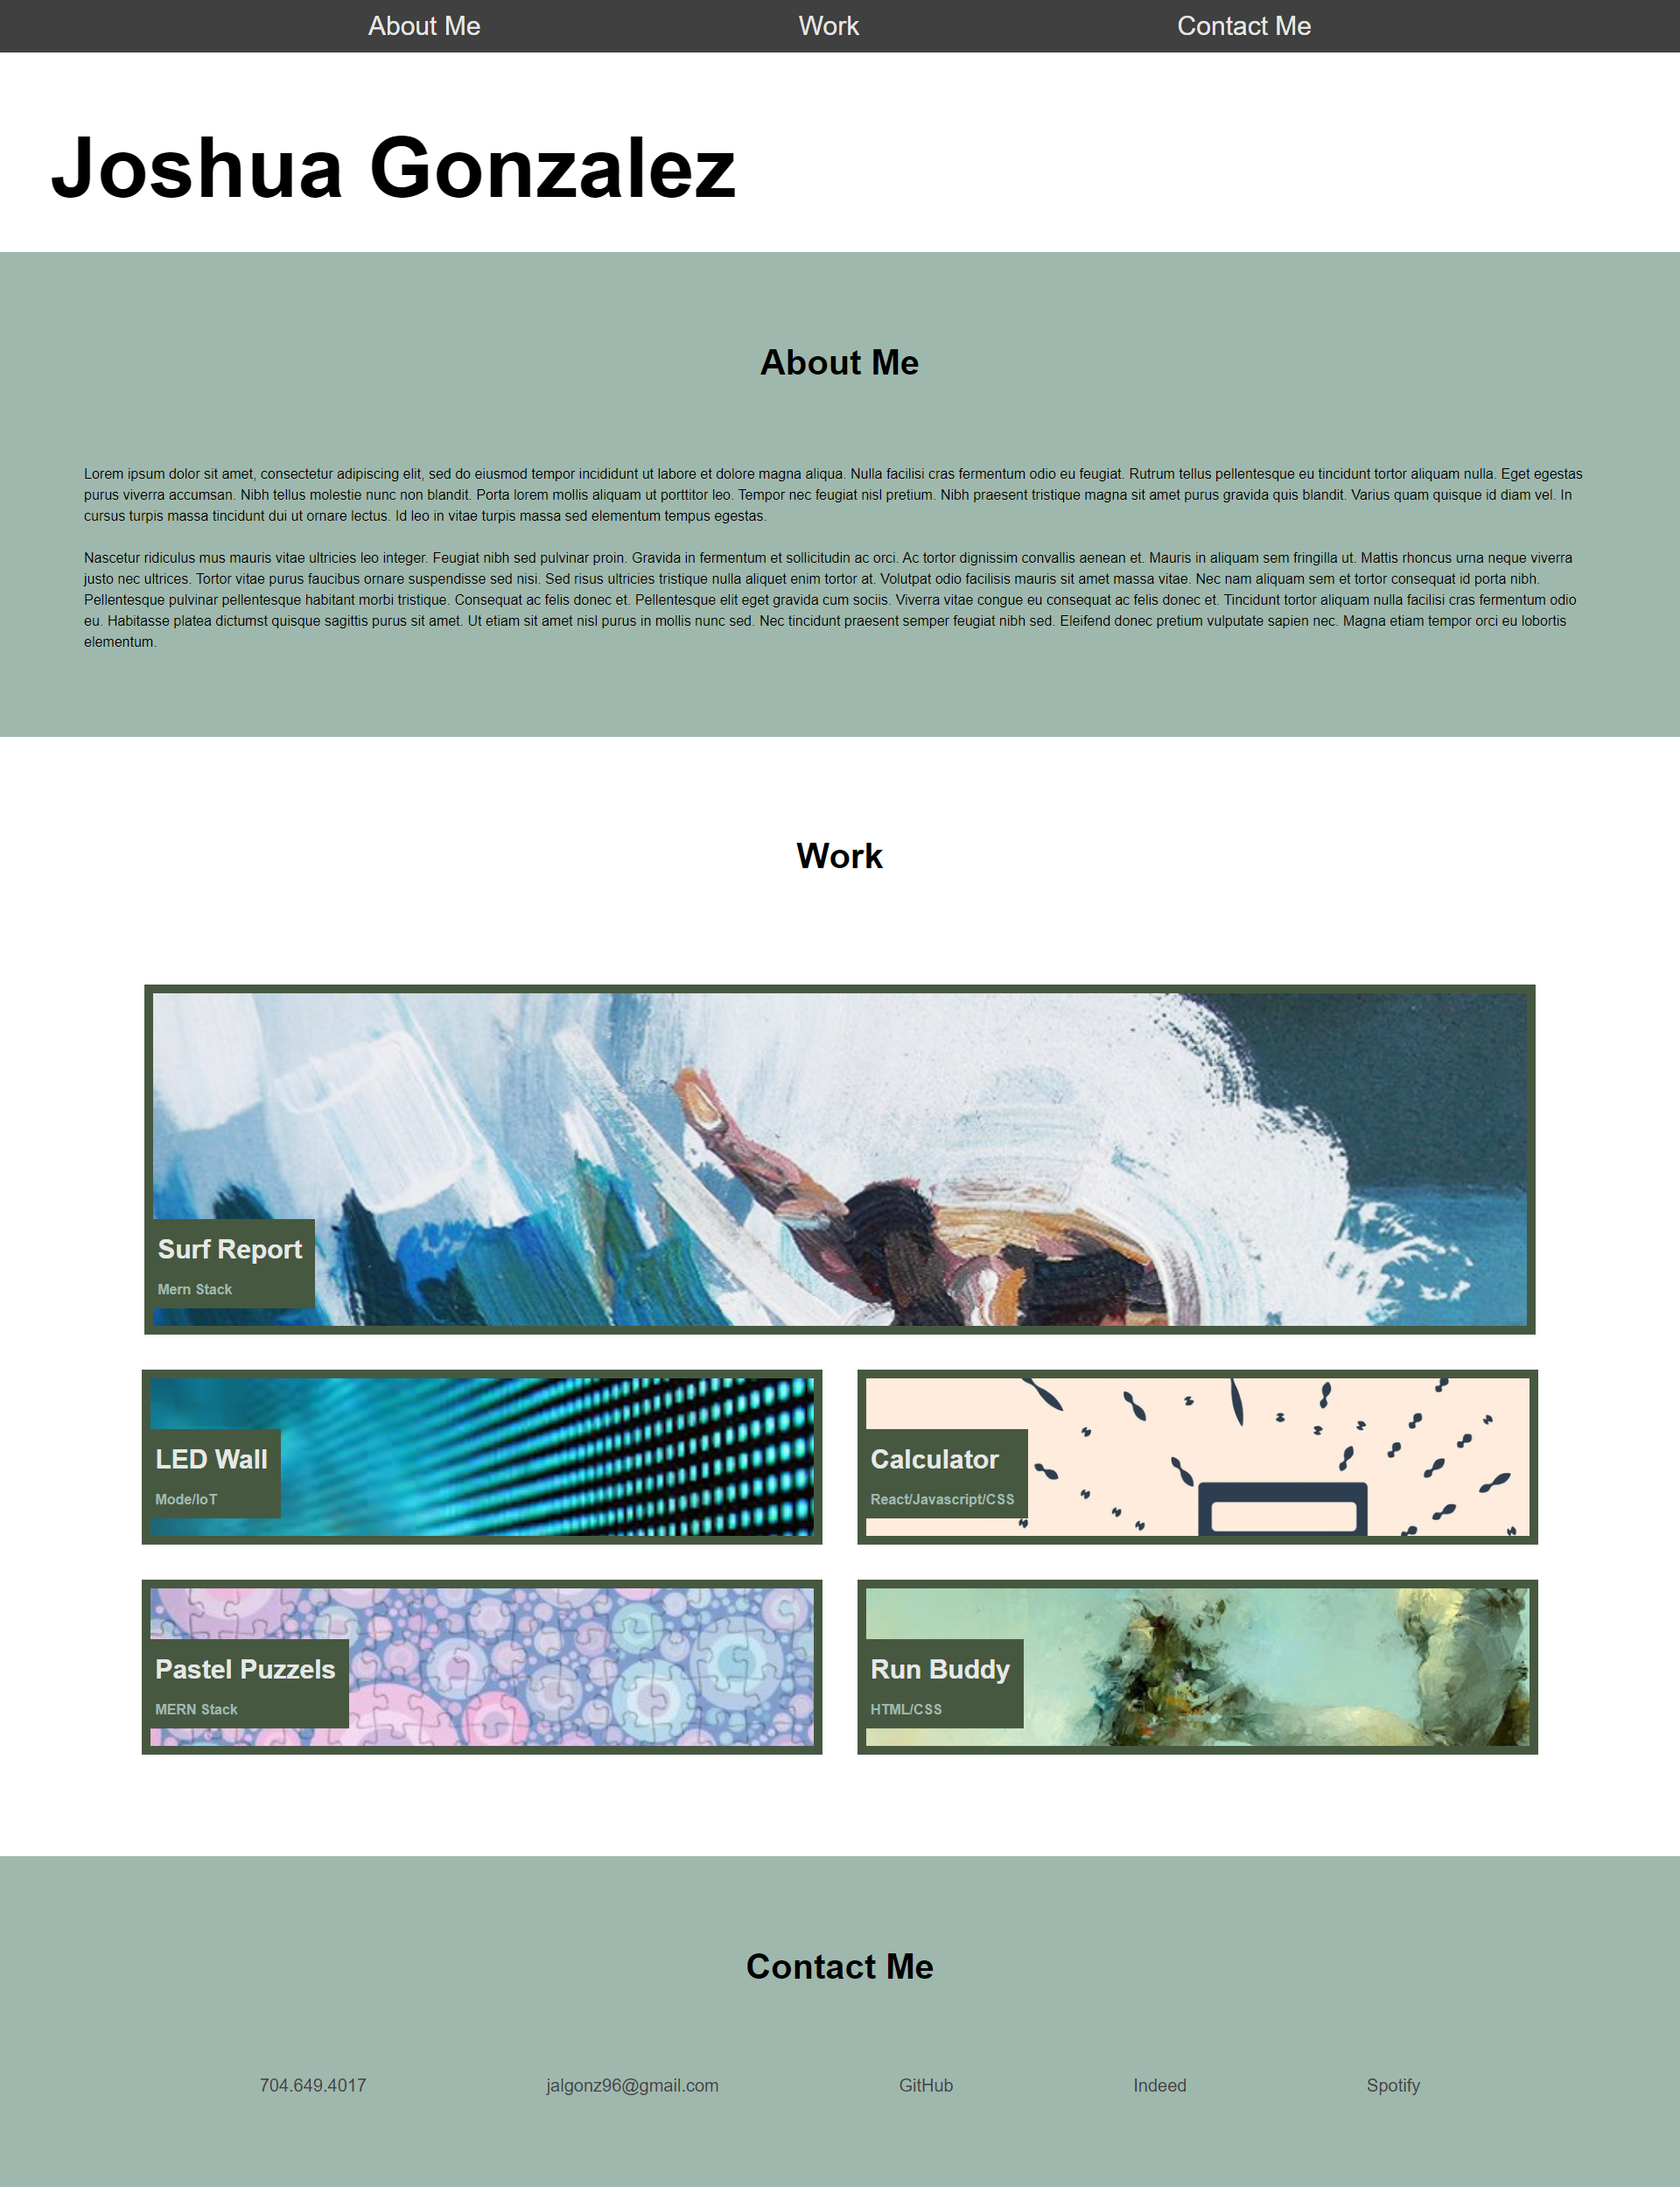 About Me
Work
Contact Me
Joshua Gonzalez
About Me
Lorem ipsum dolor sit amet, consectetur adipiscing elit, sed do eiusmod tempor incididunt ut labore et dolore magna aliqua. Nulla facilisi cras fermentum odio eu feugiat. Rutrum tellus pellentesque eu tincidunt tortor aliquam nulla. Eget egestas
purus viverra accumsan. Nibh tellus molestie nunc non blandit. Porta lorem mollis aliquam ut porttitor leo. Tempor nec feugiat nisl pretium. Nibh praesent tristique magna sit amet purus gravida quis blandit. Varius quam quisque id diam vel. In
cursus turpis massa tincidunt dui ut ornare lectus. Id leo in vitae turpis massa sed elementum tempus egestas.
Nascetur ridiculus mus mauris vitae ultricies leo integer. Feugiat nibh sed pulvinar proin. Gravida in fermentum et sollicitudin ac orci. Ac tortor dignissim convallis aenean et. Mauris in aliquam sem fringilla ut. Mattis rhoncus urna neque viverra
justo nec ultrices. Tortor vitae purus faucibus ornare suspendisse sed nisi. Sed risus ultricies tristique nulla aliquet enim tortor at. Volutpat odio facilisis mauris sit amet massa vitae. Nec nam aliquam sem et tortor consequat id porta nibh.
Pellentesque pulvinar pellentesque habitant morbi tristique. Consequat ac felis donec et. Pellentesque elit eget gravida cum sociis. Viverra vitae congue eu consequat ac felis donec et. Tincidunt tortor aliquam nulla facilisi cras fermentum odio
eu. Habitasse platea dictumst quisque sagittis purus sit amet. Ut etiam sit amet nisl purus in mollis nunc sed. Nec tincidunt praesent semper feugiat nibh sed. Eleifend donec pretium vulputate sapien nec. Magna etiam tempor orci eu lobortis
elementum.
Work
Surf Report
Mern Stack
LED Wall
Mode/IoT
Calculator
React/Javascript/CSS
Pastel Puzzels
MERN Stack
Run Buddy
HTML/CSS
Contact Me
704.649.4017
jalgonz96@gmail.com
GitHub
Indeed
Spotify